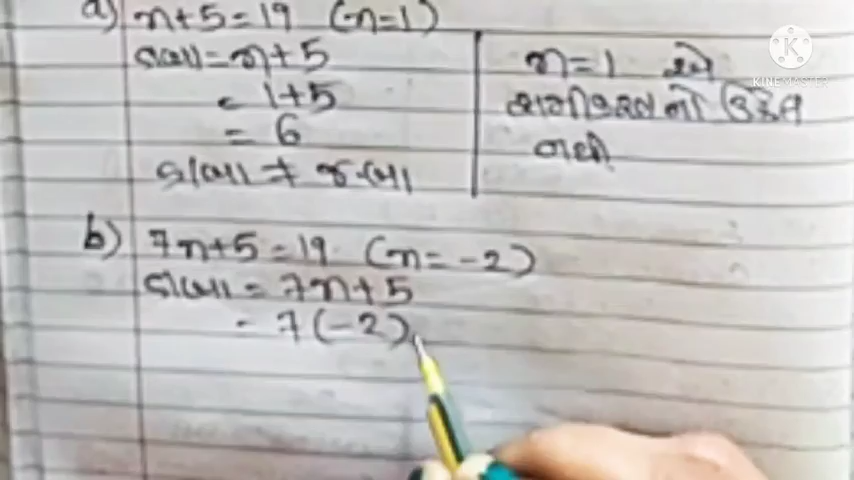 a) n+5=19 (n=1)
ડાબા = n+5
= 1+5
= 6
ડાબા ≠ જ.બા
n=1 એ
સમીકરણનો ઉકેલ
નથી
b) 7n+5=19 (n=-2)
ડાબા = 7n+5
= 7(-2)
K
KINEMASTER